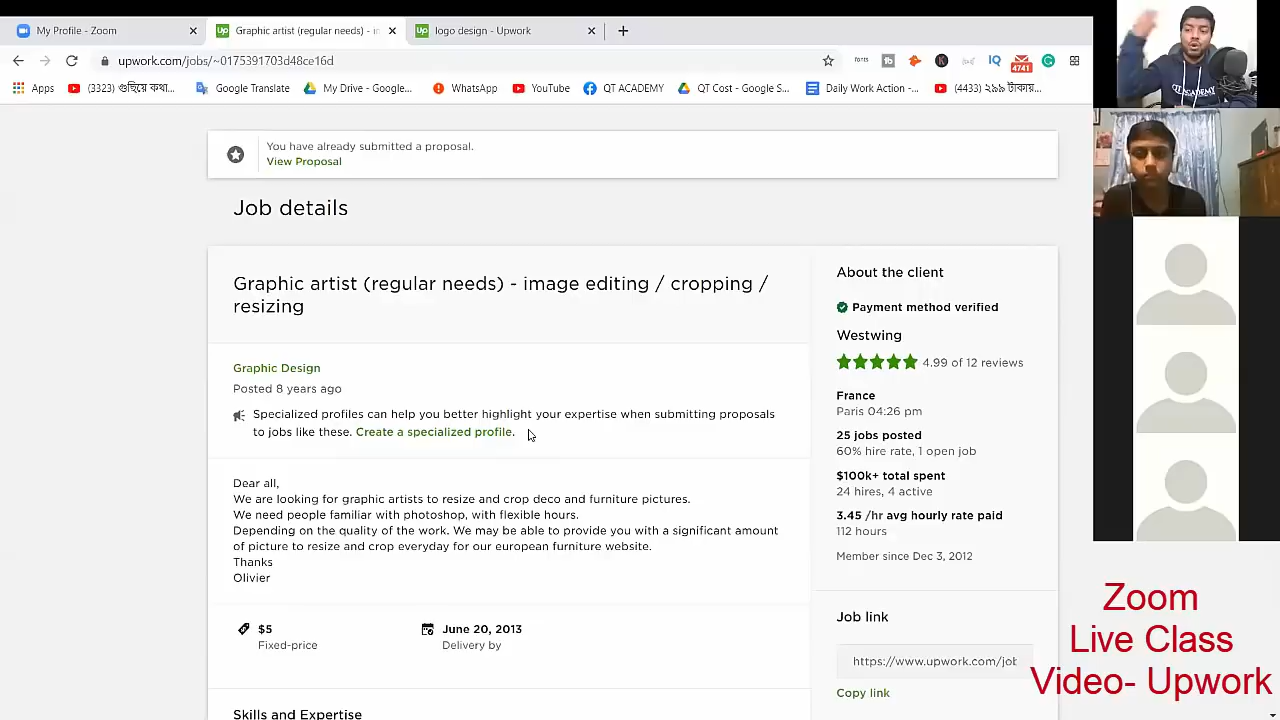 My Profile - Zoom
Graphic artist (regular needs) - i
logo design - Upwork
upwork.com/jobs/~0175391703d48ce16d
fonts
IQ
4741
Apps
(3323) গুছিয়ে কথা...
Google Translate
My Drive - Google...
WhatsApp
YouTube
QT ACADEMY
QT Cost - Google S...
Daily Work Action -...
(4433) ২৯৯ টাকায়...
QT ACADEMY
You have already submitted a proposal.
View Proposal
Job details
Graphic artist (regular needs) - image editing / cropping /
resizing
Graphic Design
Posted 8 years ago
Specialized profiles can help you better highlight your expertise when submitting proposals
to jobs like these. Create a specialized profile.
Dear all,
We are looking for graphic artists to resize and crop deco and furniture pictures.
We need people familiar with photoshop, with flexible hours.
Depending on the quality of the work. We may be able to provide you with a significant amount
of picture to resize and crop everyday for our european furniture website.
Thanks
Olivier
$5
Fixed-price
June 20, 2013
Delivery by
Skills and Expertise
About the client
Payment method verified
Westwing
4.99 of 12 reviews
France
Paris 04:26 pm
25 jobs posted
60% hire rate, 1 open job
$100k+ total spent
24 hires, 4 active
3.45 /hr avg hourly rate paid
112 hours
Member since Dec 3, 2012
Job link
https://www.upwork.com/job
Copy link
Zoom
Live Class
Video- Upwork